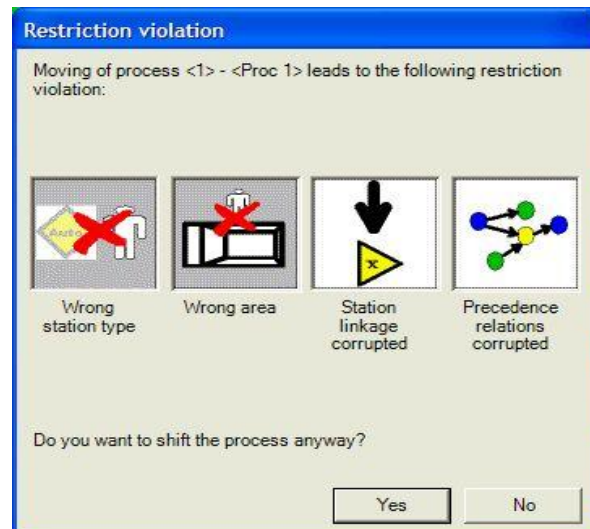 Restriction violation
Moving of process <1> - <Proc 1> leads to the following restriction
violation:
Auto
x
Wrong
station type
Wrong area
Station
linkage
corrupted
Precedence
relations
corrupted
Do you want to shift the process anyway?
Yes
No